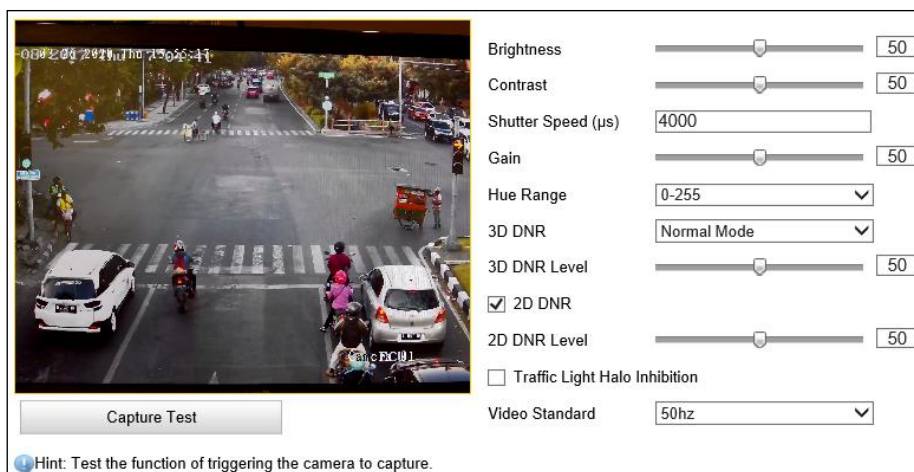 Brightness 50
Contrast 50
Shutter Speed (µs) 4000
Gain 50
Hue Range 0-255
3D DNR Normal Mode
3D DNR Level 50
2D DNR
2D DNR Level 50
Traffic Light Halo Inhibition
Capture Test
Video Standard 50hz
Hint: Test the function of triggering the camera to capture.